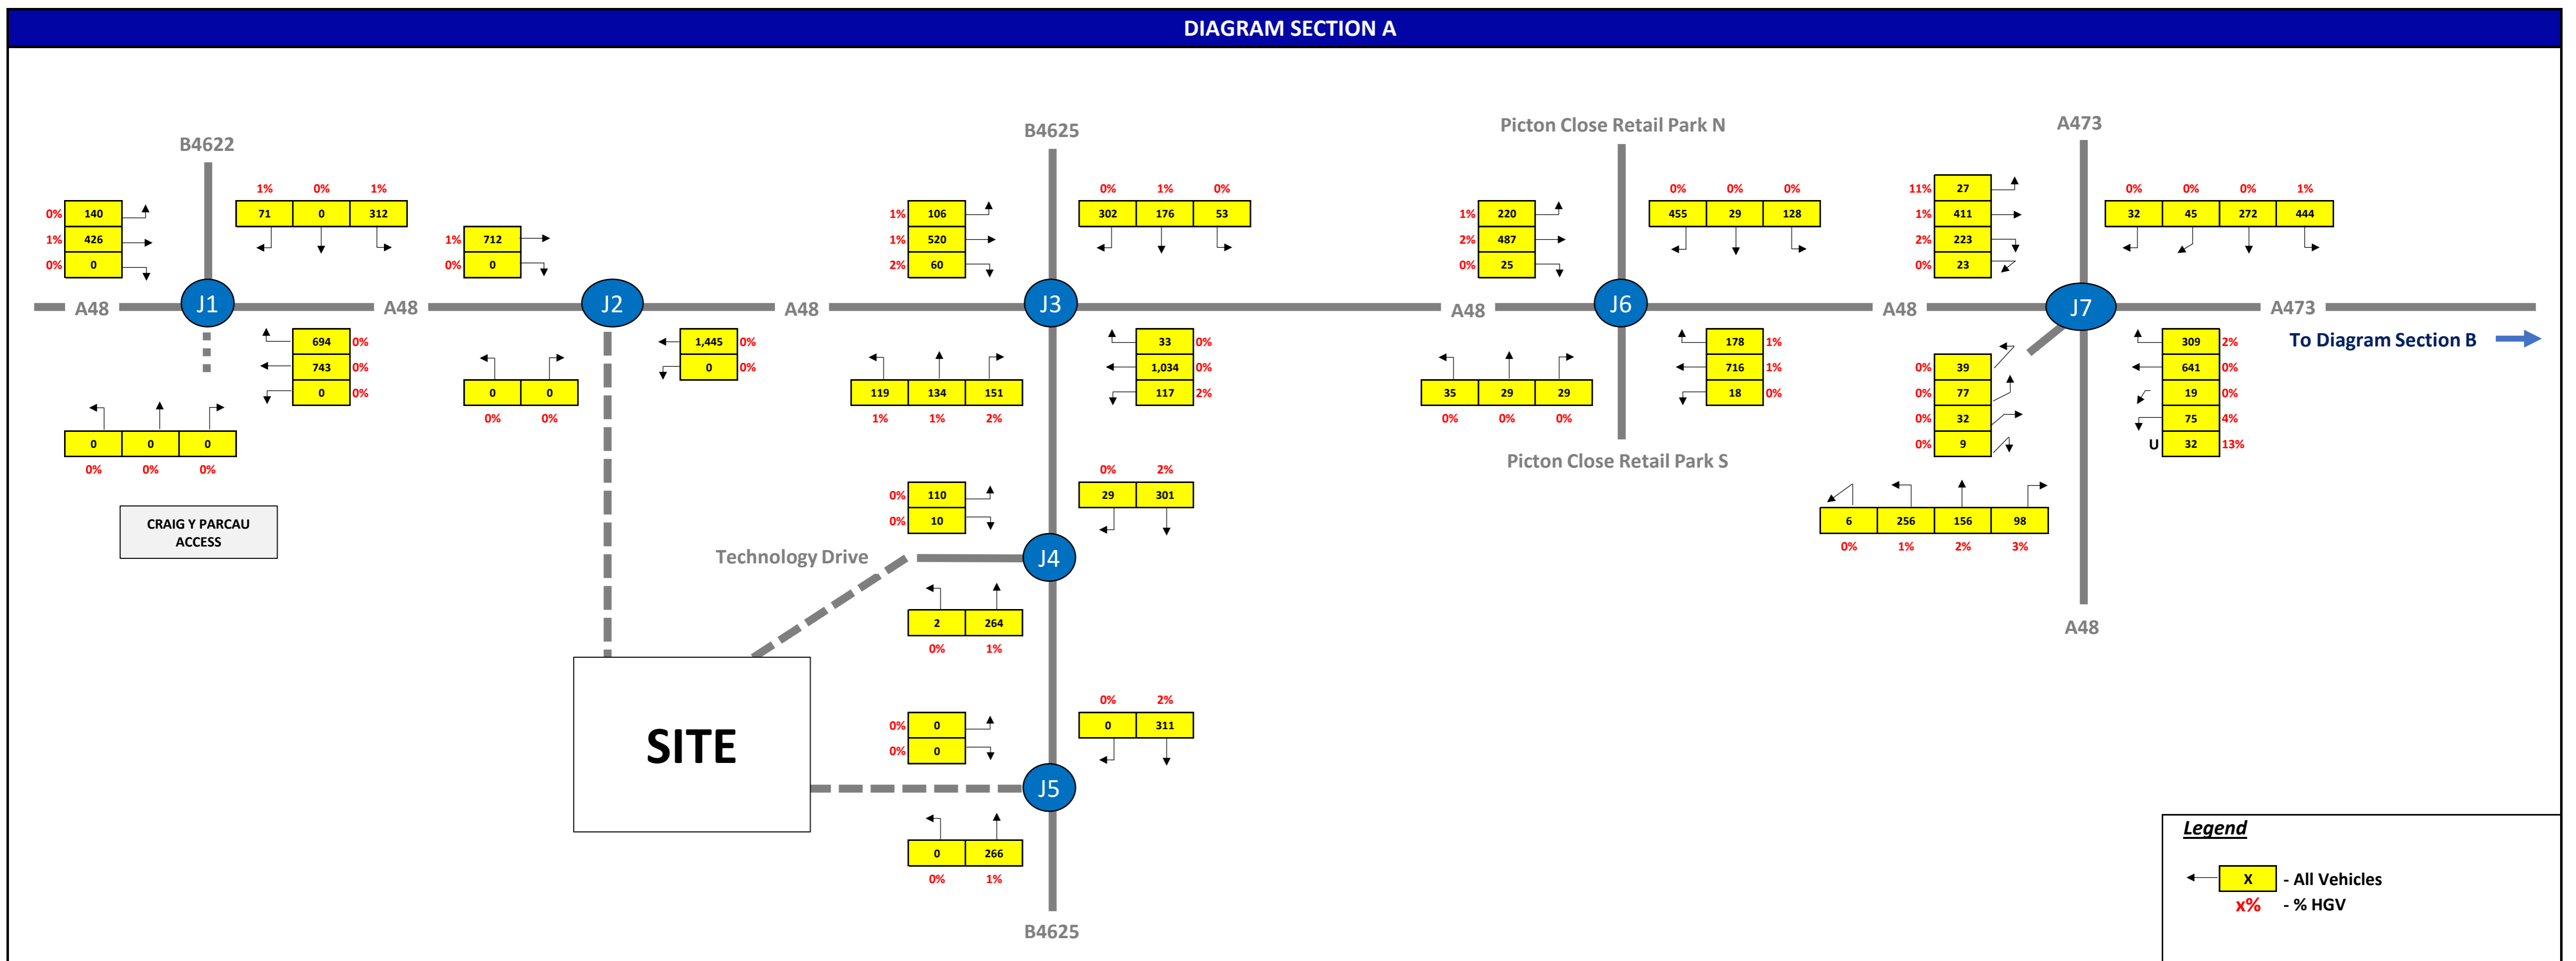 DIAGRAM SECTION A
B4622
B4625
Picton Close Retail Park N
A473
1% 0% 1%
71 0 312
0% 140
1% 426
0% 0
1% 712
0% 0
1% 106
1% 520
2% 60
0% 1% 0%
302 176 53
1% 220
2% 487
0% 25
0% 0% 0%
455 29 128
11% 27
1% 411
2% 223
0% 23
0% 0% 0% 1%
32 45 272 444
A48 J1 A48 J2 A48 J3 A48 J6 A48 J7 A473
To Diagram Section B
694 0%
743 0%
0 0%
0 0 0
0% 0% 0%
0 0
0% 0%
1,445 0%
0 0%
119 134 151
1% 1% 2%
33 0%
1,034 0%
117 2%
35 29 29
0% 0% 0%
178 1%
716 1%
18 0%
0% 39
0% 77
0% 32
0% 9
309 2%
641 0%
19 0%
75 4%
U 32 13%
Picton Close Retail Park S
6 256 156 98
0% 1% 2% 3%
A48
CRAIG Y PARCAU
ACCESS
0% 110
0% 10
0% 2%
29 301
Technology Drive
J4
2 264
0% 1%
SITE
0% 0
0% 0
0% 2%
0 311
J5
0 266
0% 1%
B4625
Legend
X - All Vehicles
x% - % HGV